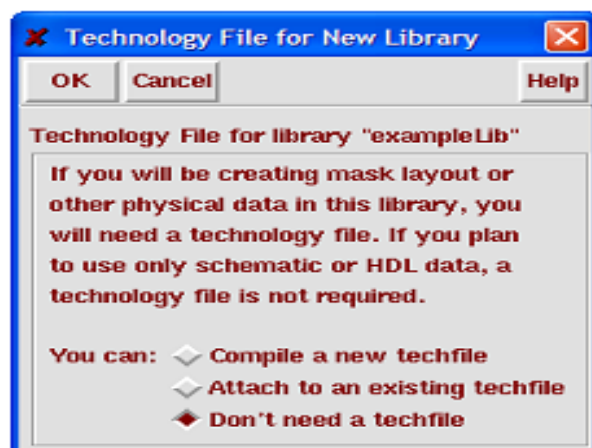 Technology File for New Library
OK Cancel Help
Technology File for library "exampleLib"
If you will be creating mask layout or
other physical data in this library, you
will need a technology file. If you plan
to use only schematic or HDL data, a
technology file is not required.
You can: Compile a new techfile
Attach to an existing techfile
Don't need a techfile